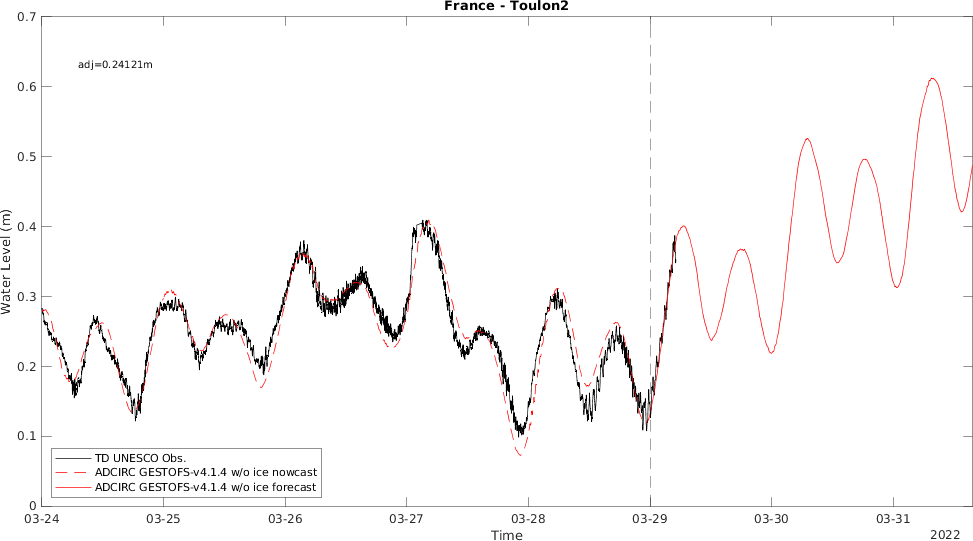 France - Toulon2
adj=0.24121m
Water Level (m)
0.7
0.6
0.5
0.4
0.3
0.2
0.1
0
TD UNESCO Obs.
ADCIRC GESTOFS-v4.1.4 w/o ice nowcast
ADCIRC GESTOFS-v4.1.4 w/o ice forecast
03-24 03-25 03-26 03-27 03-28 03-29 03-30 03-31
Time
2022